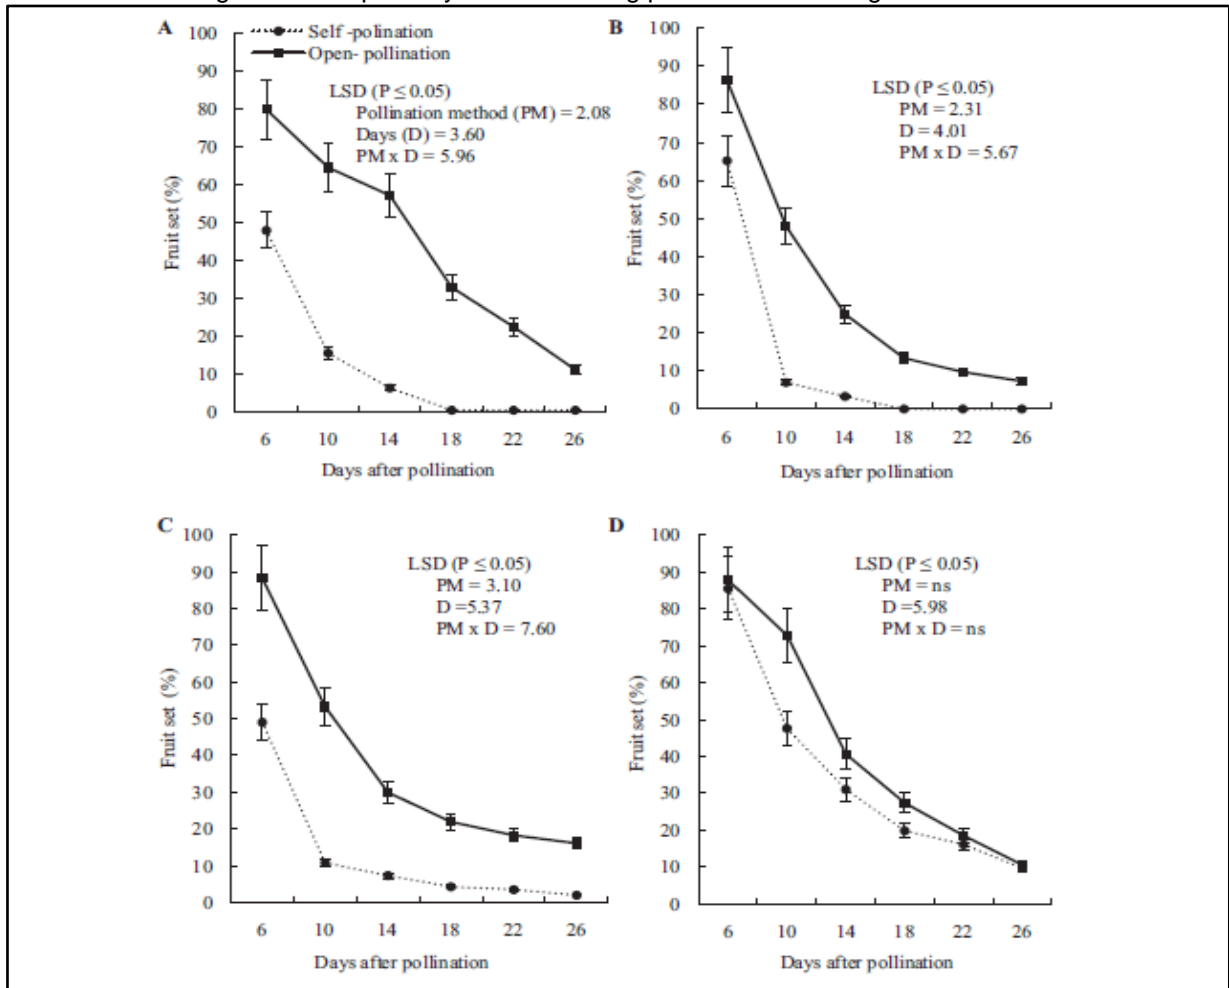 A
Self -polination
Open- pollination
LSD (P ≤ 0.05)
Pollination method (PM) = 2.08
Days (D) = 3.60
PM x D = 5.96
Fruit set (%)
100
90
80
70
60
50
40
30
20
10
0
6 10 14 18 22 26
Days after pollination
B
LSD (P ≤ 0.05)
PM = 2.31
D = 4.01
PM x D = 5.67
Fruit set (%)
100
90
80
70
60
50
40
30
20
10
0
6 10 14 18 22 26
Days after pollination
C
LSD (P ≤ 0.05)
PM = 3.10
D =5.37
PM x D = 7.60
Fruit set (%)
100
90
80
70
60
50
40
30
20
10
0
6 10 14 18 22 26
Days after pollination
D
LSD (P ≤ 0.05)
PM = ns
D =5.98
PM x D = ns
Fruit set (%)
100
90
80
70
60
50
40
30
20
10
0
6 10 14 18 22 26
Days after pollination